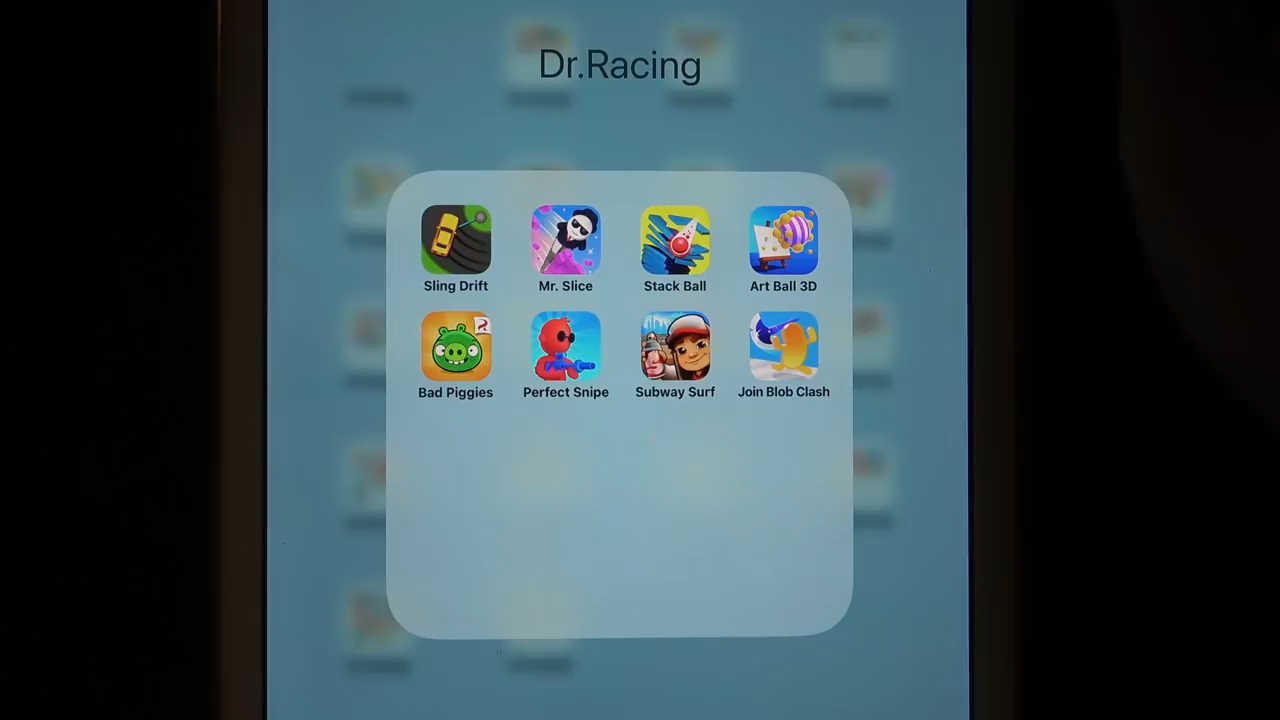 Dr.Racing
Sling Drift Mr. Slice Stack Ball Art Ball 3D
Bad Piggies Perfect Snipe Subway Surf Join Blob Clash